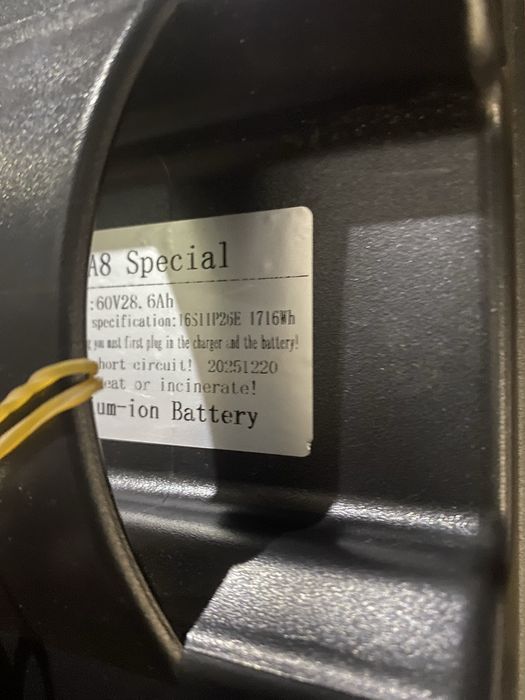 A8 Special
:60V28.6Ah
specification:16S11P26E 1716Wh
you must first plug in the charger and the battery!
hort circuit! 20251220
eat or incinerate!
um-ion Battery